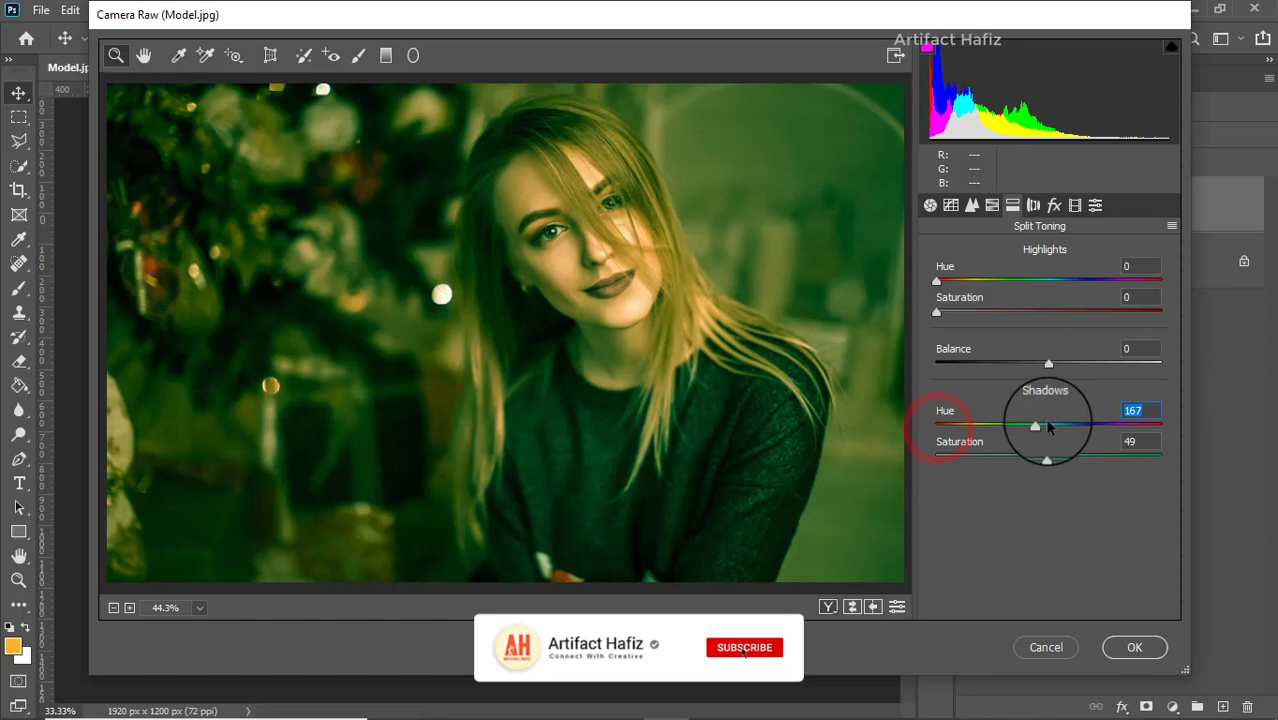 Ps File Edit
Camera Raw (Model.jpg)
Artifact Hafiz
Model.jp
400
R: ---
G: ---
B: ---
Split Toning
Highlights
Hue 0
Saturation 0
Balance 0
Shadows
Hue 167
Saturation 49
44.3%
Y
AH
Artifact Hafiz
Connect With Creative
SUBSCRIBE
Cancel
OK
33.33% 1920 px x 1200 px (72 ppi)